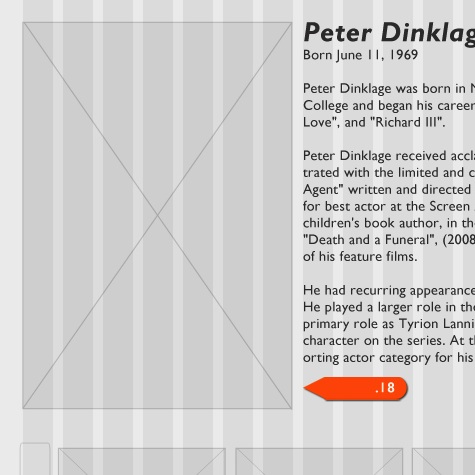 Peter Dinklag
Born June 11, 1969
Peter Dinklage was born in N
College and began his career
Love", and "Richard III".
Peter Dinklage received accla
trated with the limited and c
Agent" written and directed
for best actor at the Screen
children's book author, in the
"Death and a Funeral", (2008
of his feature films.
He had recurring appearance
He played a larger role in the
primary role as Tyrion Lanni
character on the series. At th
orting actor category for his
.18